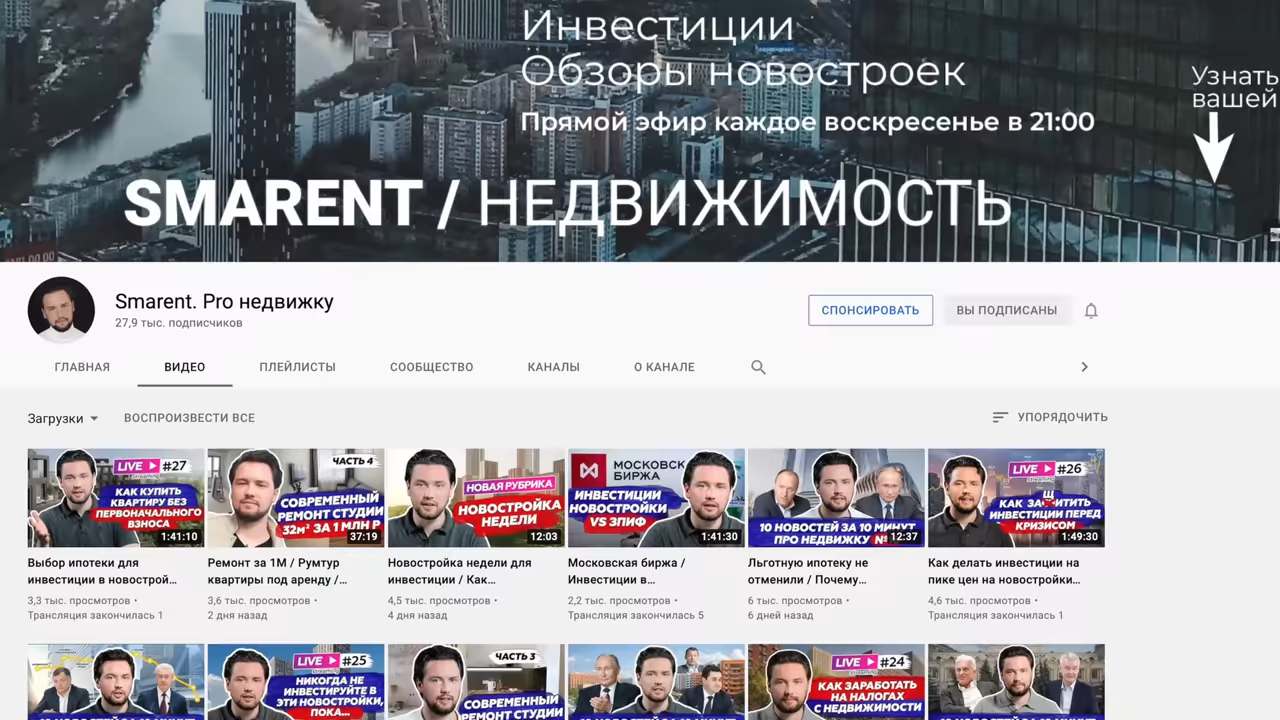 Инвестиции
Обзоры новостроек
Прямой эфир каждое воскресенье в 21:00
Узнать
вашей
SMARENT / НЕДВИЖИМОСТЬ
Smarent. Pro недвижку
27,9 тыс. подписчиков
СПОНСИРОВАТЬ
ВЫ ПОДПИСАНЫ
ГЛАВНАЯ
ВИДЕО
ПЛЕЙЛИСТЫ
СООБЩЕСТВО
КАНАЛЫ
О КАНАЛЕ
Загрузки
ВОСПРОИЗВЕСТИ ВСЕ
УПОРЯДОЧИТЬ
LIVE #27
КАК КУПИТЬ
КВАРТИРУ БЕЗ
ПЕРВОНАЧАЛЬНОГО
ВЗНОСА
1:41:10
Выбор ипотеки для
инвестиции в новострой…
3,3 тыс. просмотров •
Трансляция закончилась 1
ЧАСТЬ 4
СОВРЕМЕННЫЙ
РЕМОНТ СТУДИИ
32м² ЗА 1 МЛН Р
37:19
Ремонт за 1М / Румтур
квартиры под аренду /…
3,6 тыс. просмотров •
2 дня назад
НОВАЯ РУБРИКА
НОВОСТРОЙКА
НЕДЕЛИ
12:03
Новостройка недели для
инвестиции / Как…
4,5 тыс. просмотров •
4 дня назад
МОСКОВСК
БИРЖА
ИНВЕСТИЦИИ
НОВОСТРОЙКИ
VS ЗПИФ
1:41:30
Московская биржа /
Инвестиции в…
2,2 тыс. просмотров •
Трансляция закончилась 5
10 НОВОСТЕЙ ЗА 10 МИНУТ
ПРО НЕДВИЖКУ
12:37
Льготную ипотеку не
отменили / Почему…
6 тыс. просмотров •
6 дней назад
LIVE #26
Щ
КАК ЗАЩИТИТЬ
ИНВЕСТИЦИИ ПЕРЕД
КРИЗИСОМ
1:49:30
Как делать инвестиции на
пике цен на новостройки…
4,6 тыс. просмотров •
Трансляция закончилась 1
LIVE #25
НИКОГДА НЕ
ИНВЕСТИРУЙТЕ В
ЭТИ НОВОСТРОЙКИ,
ПОКА...
ЧАСТЬ 3
СОВРЕМЕННЫЙ
РЕМОНТ СТУДИИ
LIVE #24
КАК ЗАРАБОТАТЬ
НА НАЛОГАХ
С НЕДВИЖИМОСТИ